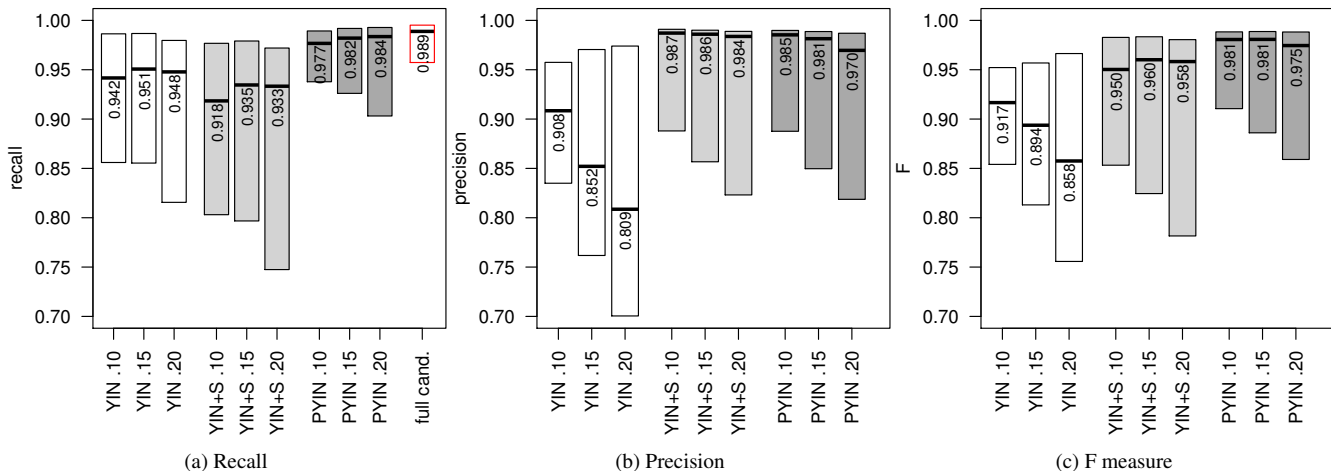 recall
1.00
0.95
0.90
0.85
0.80
0.75
0.70
0.942
0.951
0.948
0.918
0.935
0.933
0.977
0.982
0.984
0.989
YIN .10
YIN .15
YIN .20
YIN+S .10
YIN+S .15
YIN+S .20
PYIN .10
PYIN .15
PYIN .20
full cand.
(a) Recall
precision
1.00
0.95
0.90
0.85
0.80
0.75
0.70
0.908
0.852
0.809
0.987
0.986
0.984
0.985
0.981
0.970
YIN .10
YIN .15
YIN .20
YIN+S .10
YIN+S .15
YIN+S .20
PYIN .10
PYIN .15
PYIN .20
(b) Precision
F
1.00
0.95
0.90
0.85
0.80
0.75
0.70
0.917
0.894
0.858
0.950
0.960
0.958
0.981
0.981
0.975
YIN .10
YIN .15
YIN .20
YIN+S .10
YIN+S .15
YIN+S .20
PYIN .10
PYIN .15
PYIN .20
(c) F measure